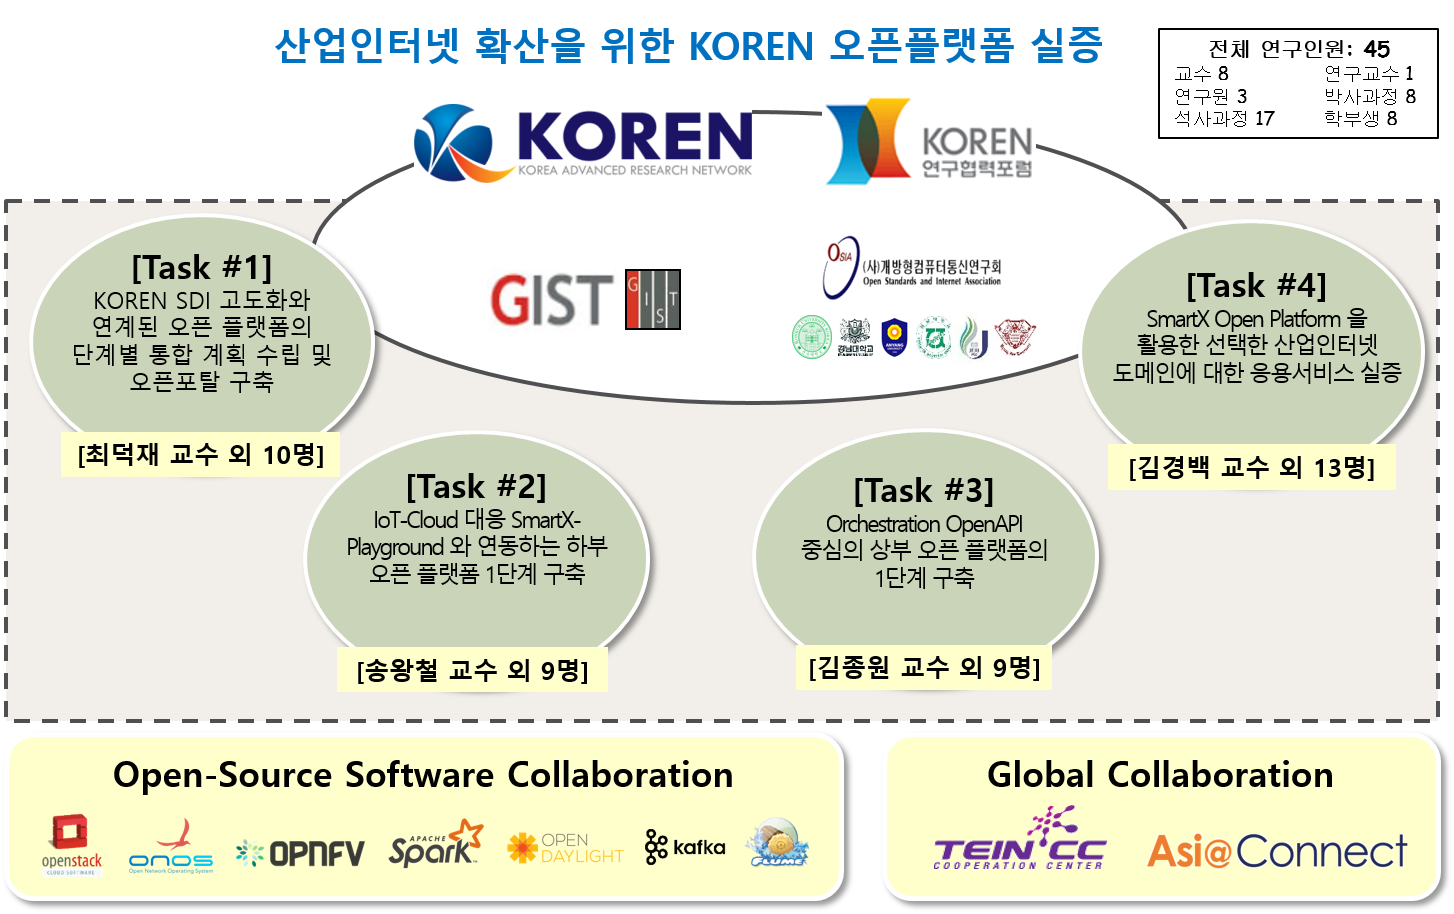 산업인터넷 확산을 위한 KOREN 오픈플랫폼 실증
전체 연구인원: 45
교수 8 연구교수 1
연구원 3 박사과정 8
석사과정 17 학부생 8
KOREN
KOREA ADVANCED RESEARCH NETWORK
KOREN
연구협력포럼
GIST
GIST
OSIA
(사)개방형컴퓨터통신연구회
Open Standards and Internet Association
경남대학교
ANYANG
[Task #1]
KOREN SDI 고도화와
연계된 오픈 플랫폼의
단계별 통합 계획 수립 및
오픈포탈 구축
[최덕재 교수 외 10명]
[Task #2]
IoT-Cloud 대응 SmartX-
Playground 와 연동하는 하부
오픈 플랫폼 1단계 구축
[송왕철 교수 외 9명]
[Task #3]
Orchestration OpenAPI
중심의 상부 오픈 플랫폼의
1단계 구축
[김종원 교수 외 9명]
[Task #4]
SmartX Open Platform 을
활용한 선택한 산업인터넷
도메인에 대한 응용서비스 실증
[김경백 교수 외 13명]
Open-Source Software Collaboration
openstack
CLOUD SOFTWARE
onos
Open Network Operating System
OPNFV
APACHE
Spark™
OPEN
DAYLIGHT
kafka
Global Collaboration
TEIN*CC
COOPERATION CENTER
Asi@Connect